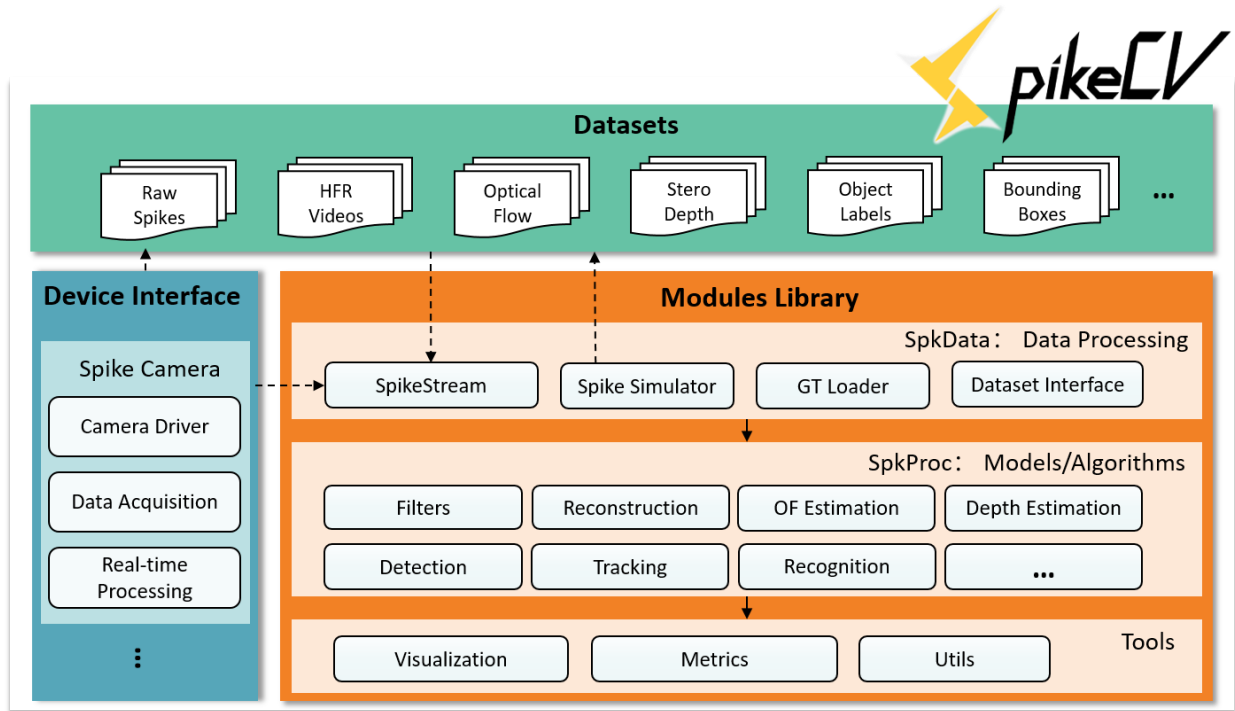 SpikeCV
Datasets
Raw
Spikes
HFR
Videos
Optical
Flow
Stero
Depth
Object
Labels
Bounding
Boxes
...
Device Interface
Spike Camera
Camera Driver
Data Acquisition
Real-time
Processing
...
Modules Library
SpkData： Data Processing
SpikeStream
Spike Simulator
GT Loader
Dataset Interface
SpkProc： Models/Algorithms
Filters
Reconstruction
OF Estimation
Depth Estimation
Detection
Tracking
Recognition
...
Tools
Visualization
Metrics
Utils